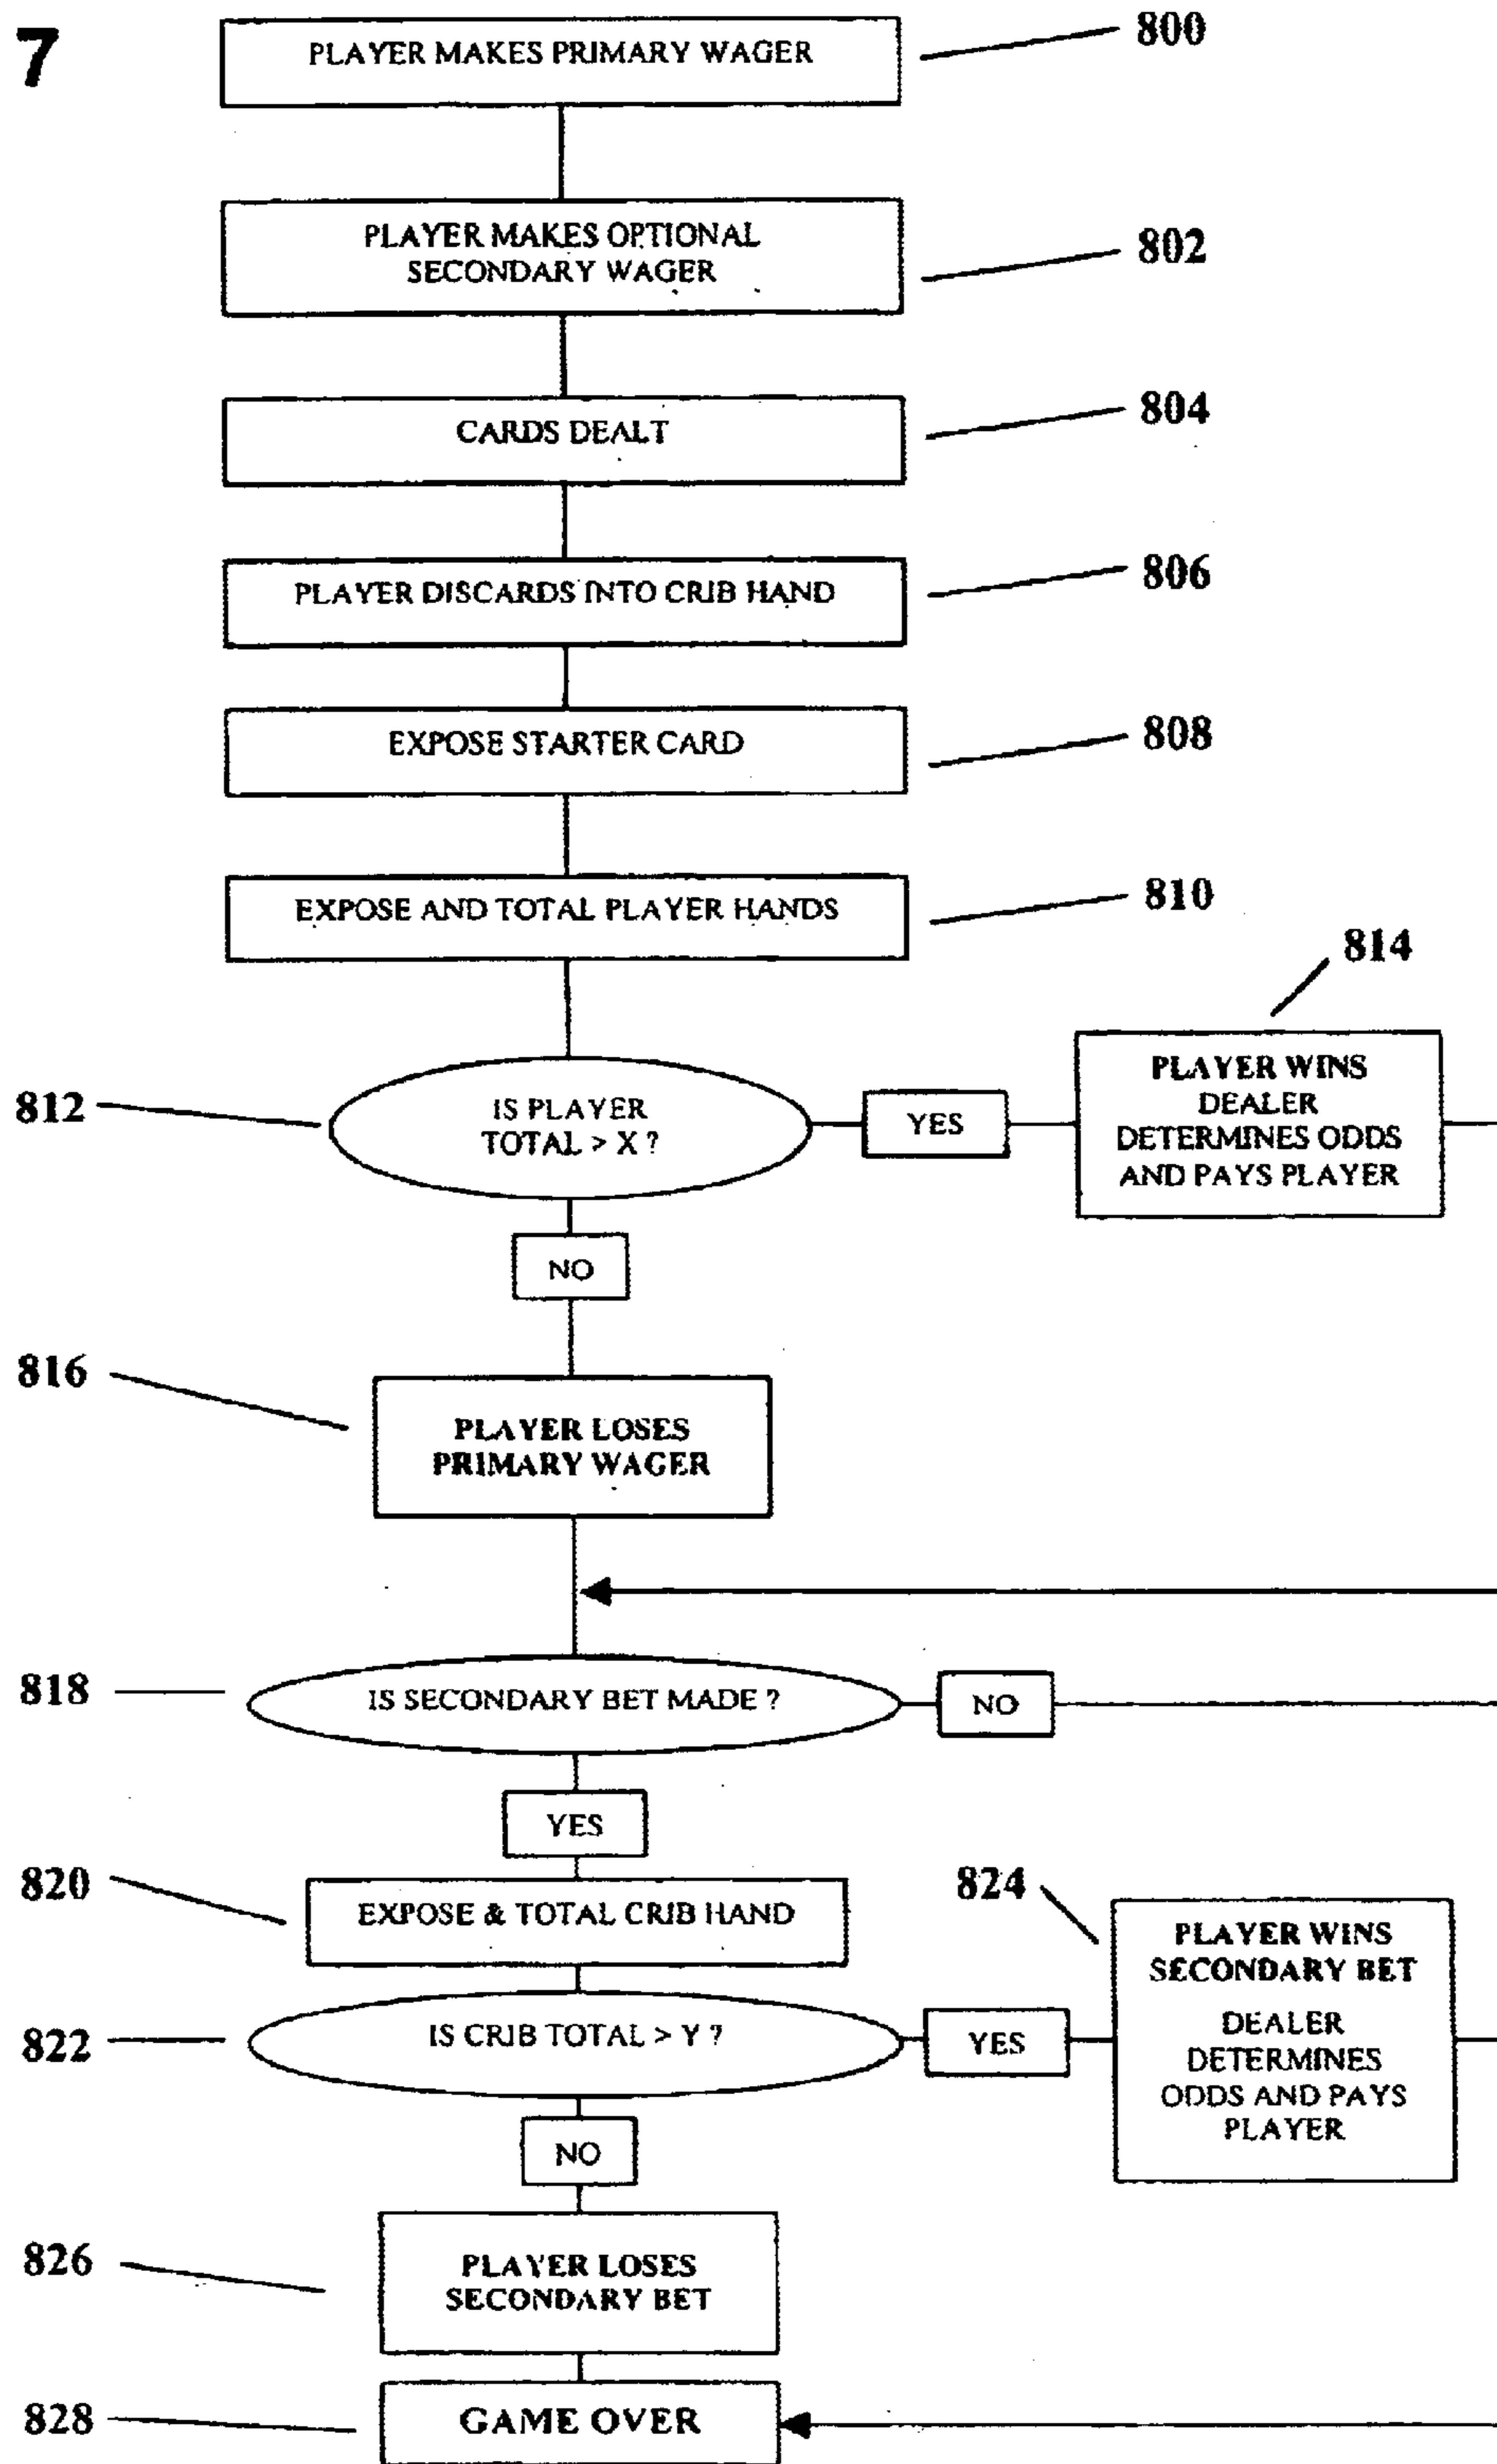 7
PLAYER MAKES PRIMARY WAGER
800
PLAYER MAKES OPTIONAL
SECONDARY WAGER
802
CARDS DEALT
804
PLAYER DISCARDS INTO CRIB HAND
806
EXPOSE STARTER CARD
808
EXPOSE AND TOTAL PLAYER HANDS
810
812
IS PLAYER
TOTAL > X ?
YES
814
PLAYER WINS
DEALER
DETERMINES ODDS
AND PAYS PLAYER
NO
816
PLAYER LOSES
PRIMARY WAGER
818
IS SECONDARY BET MADE ?
NO
YES
820
EXPOSE & TOTAL CRIB HAND
822
IS CRIB TOTAL > Y ?
YES
824
PLAYER WINS
SECONDARY BET
DEALER
DETERMINES
ODDS AND PAYS
PLAYER
NO
826
PLAYER LOSES
SECONDARY BET
828
GAME OVER